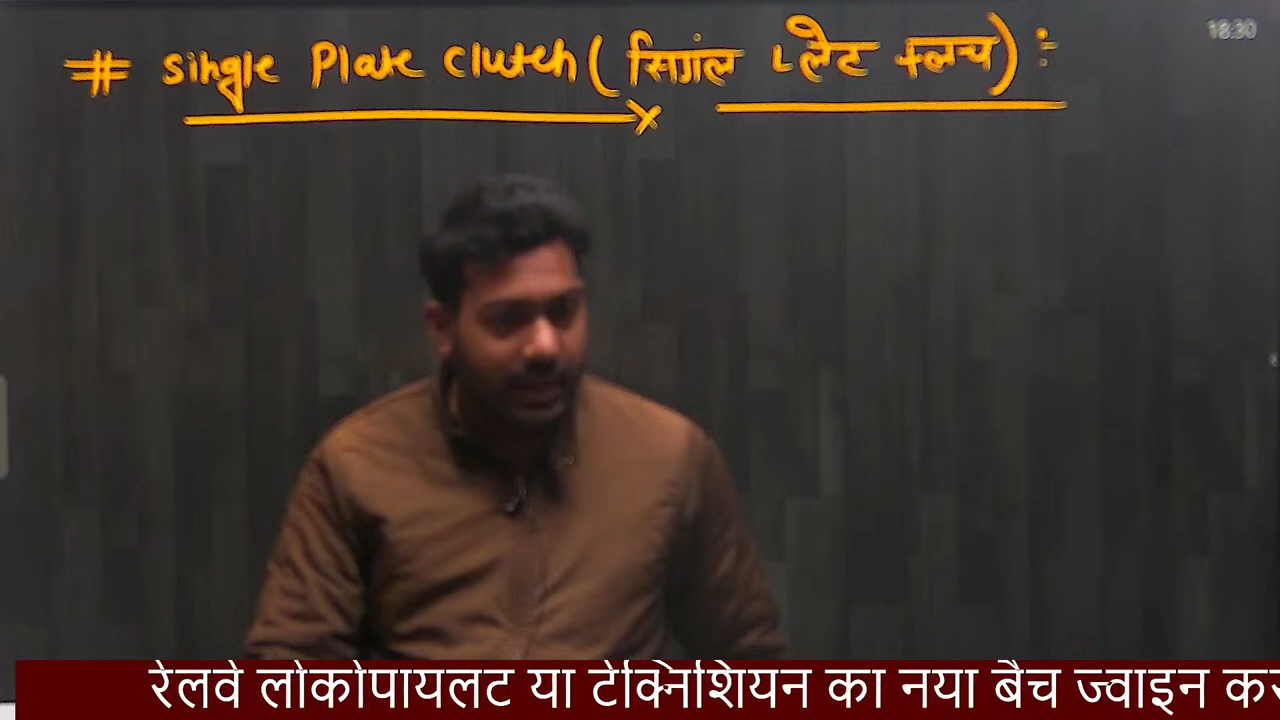 # Single Plate Clutch (सिंगल प्लेट क्लच) :-
18:30
रेलवे लोकोपायलट या टेक्निशियन का नया बैच ज्वाइन कर